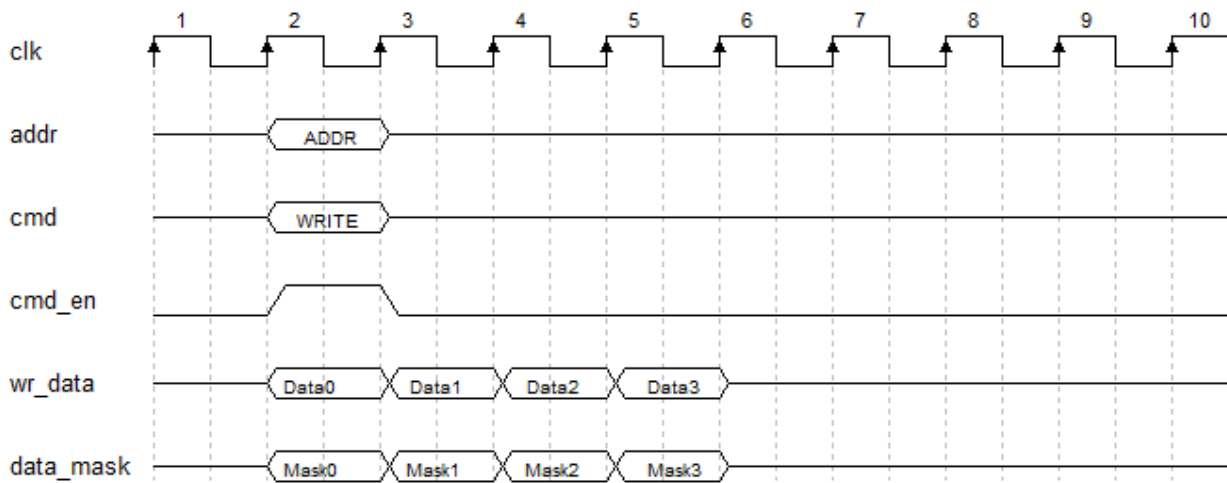 1 2 3 4 5 6 7 8 9 10
clk
addr ADDR
cmd WRITE
cmd_en
wr_data Data0 Data1 Data2 Data3
data_mask Mask0 Mask1 Mask2 Mask3